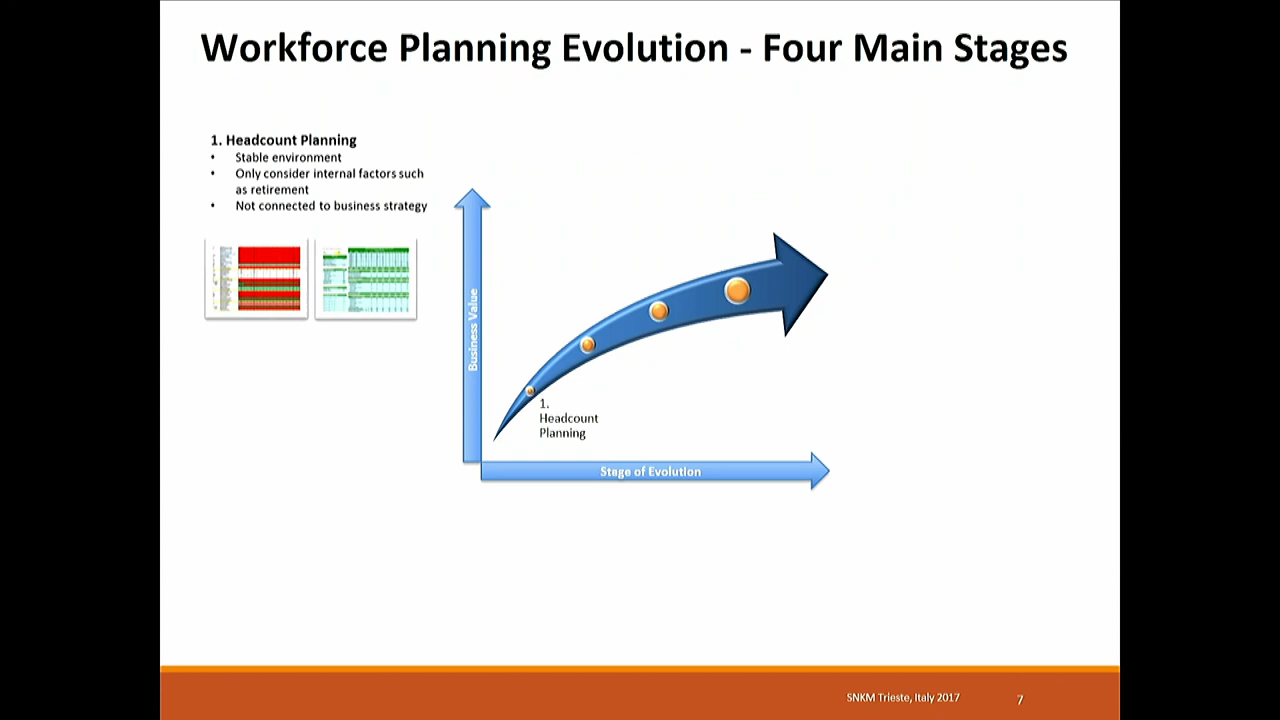 Workforce Planning Evolution - Four Main Stages
1. Headcount Planning
• Stable environment
• Only consider internal factors such
as retirement
• Not connected to business strategy
Business Value
1.
Headcount
Planning
Stage of Evolution
SNKM Trieste, Italy 2017
7